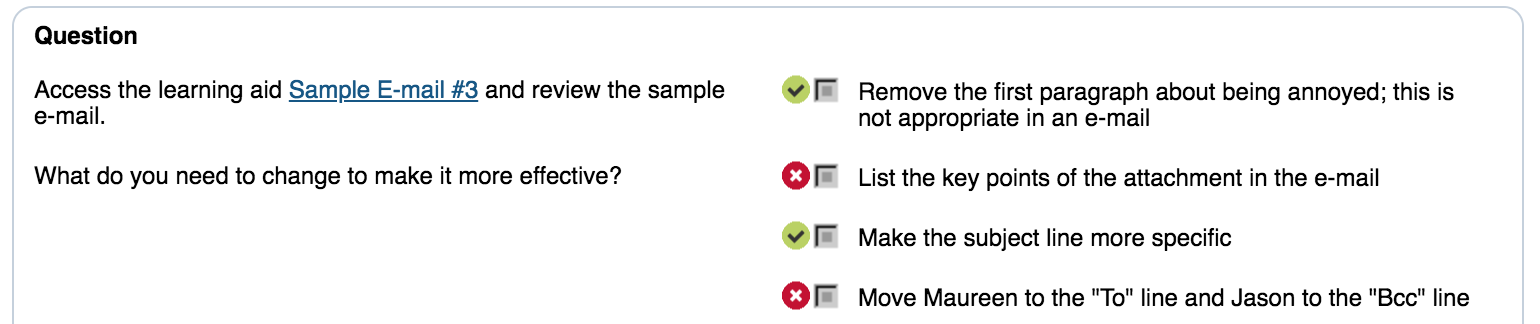 Question
Access the learning aid Sample E-mail #3 and review the sample
e-mail.
What do you need to change to make it more effective?
Remove the first paragraph about being annoyed; this is
not appropriate in an e-mail
List the key points of the attachment in the e-mail
Make the subject line more specific
Move Maureen to the "To" line and Jason to the "Bcc" line